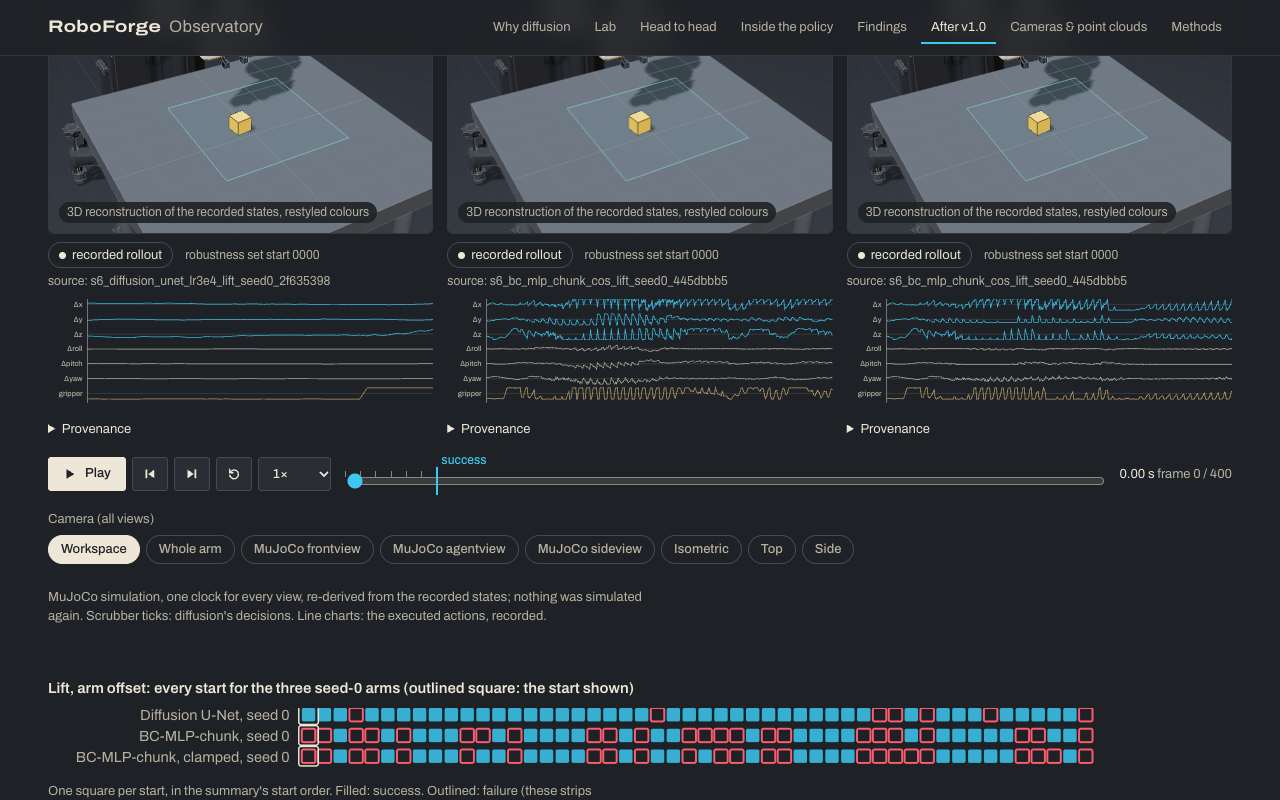 RoboForge Observatory
Why diffusion
Lab
Head to head
Inside the policy
Findings
After v1.0
Cameras & point clouds
Methods
3D reconstruction of the recorded states, restyled colours
3D reconstruction of the recorded states, restyled colours
3D reconstruction of the recorded states, restyled colours
recorded rollout robustness set start 0000
source: s6_diffusion_unet_lr3e4_lift_seed0_2f635398
recorded rollout robustness set start 0000
source: s6_bc_mlp_chunk_cos_lift_seed0_445dbbb5
recorded rollout robustness set start 0000
source: s6_bc_mlp_chunk_cos_lift_seed0_445dbbb5
Δx
Δy
Δz
Δroll
Δpitch
Δyaw
gripper
Δx
Δy
Δz
Δroll
Δpitch
Δyaw
gripper
Δx
Δy
Δz
Δroll
Δpitch
Δyaw
gripper
Provenance
Provenance
Provenance
Play
1×
success
0.00 s frame 0 / 400
Camera (all views)
Workspace
Whole arm
MuJoCo frontview
MuJoCo agentview
MuJoCo sideview
Isometric
Top
Side
MuJoCo simulation, one clock for every view, re-derived from the recorded states; nothing was simulated
again. Scrubber ticks: diffusion's decisions. Line charts: the executed actions, recorded.
Lift, arm offset: every start for the three seed-0 arms (outlined square: the start shown)
Diffusion U-Net, seed 0
BC-MLP-chunk, seed 0
BC-MLP-chunk, clamped, seed 0
One square per start, in the summary's start order. Filled: success. Outlined: failure (these strips